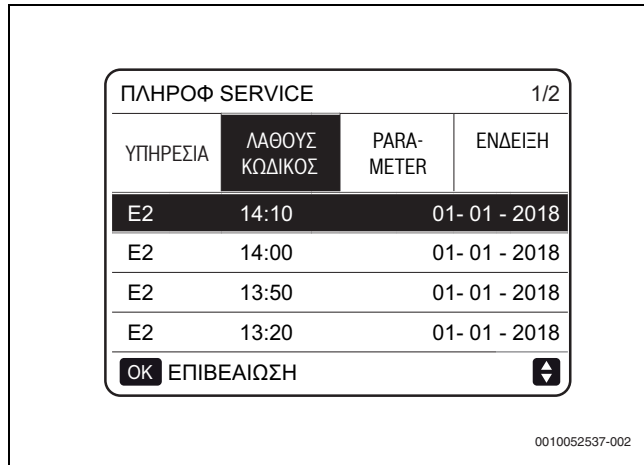 ΠΛΗΡΟΦ SERVICE 1/2
ΥΠΗΡΕΣΙΑ ΛΑΘΟΥΣ ΚΩΔΙΚΟΣ PARA-METER ΕΝΔΕΙΞΗ
E2 14:10 01- 01 - 2018
E2 14:00 01- 01 - 2018
E2 13:50 01- 01 - 2018
E2 13:20 01- 01 - 2018
OK ΕΠΙΒΕΑΙΩΣΗ
0010052537-002